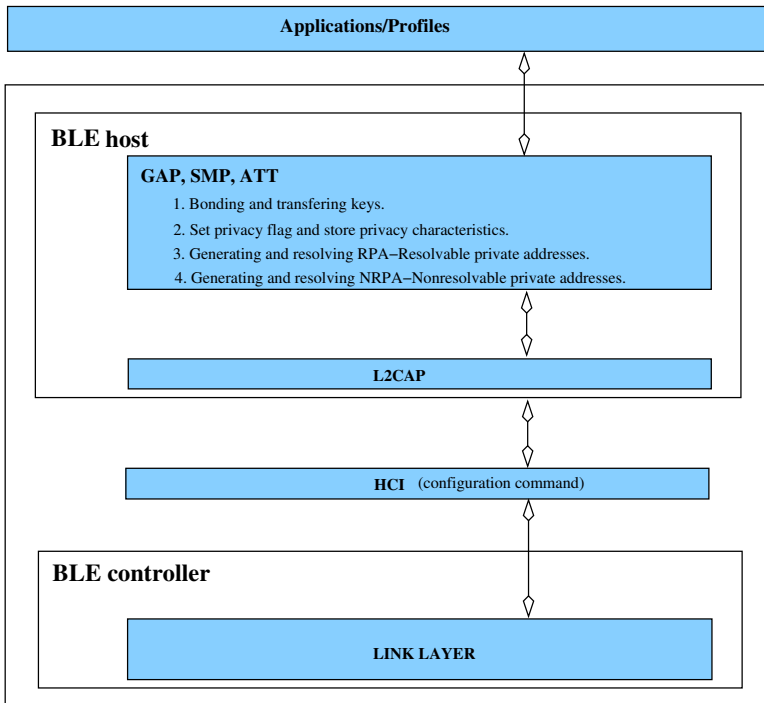 Applications/Profiles
BLE host
GAP, SMP, ATT
1. Bonding and transfering keys.
2. Set privacy flag and store privacy characteristics.
3. Generating and resolving RPA−Resolvable private addresses.
4. Generating and resolving NRPA−Nonresolvable private addresses.
L2CAP
HCI (configuration command)
BLE controller
LINK LAYER